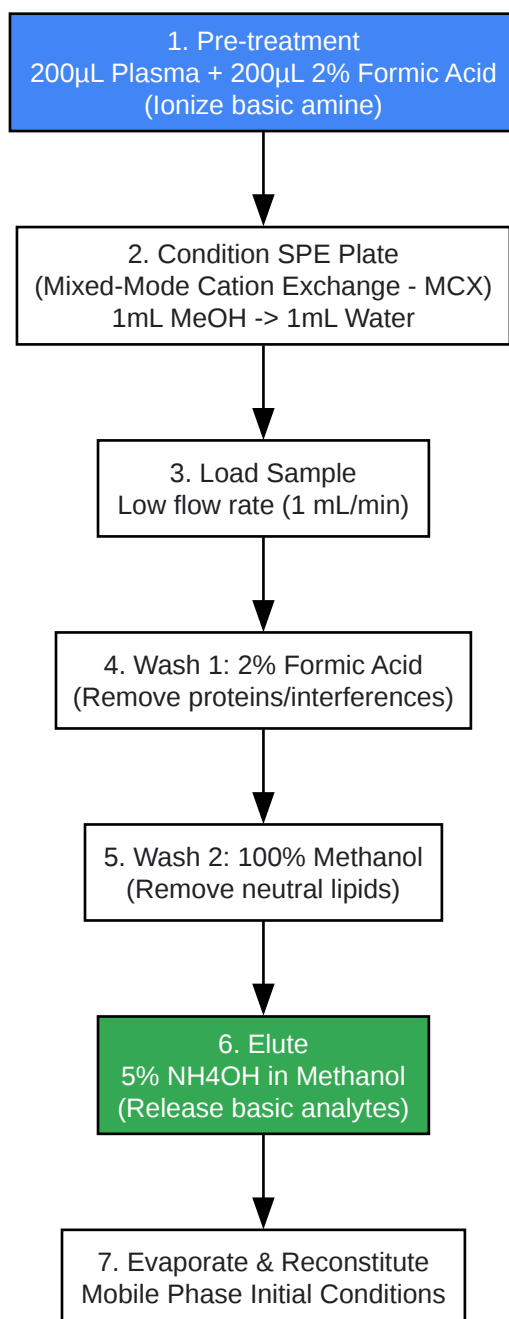 1. Pre-treatment
200µL Plasma + 200µL 2% Formic Acid
(Ionize basic amine)
2. Condition SPE Plate
(Mixed-Mode Cation Exchange - MCX)
1mL MeOH -> 1mL Water
3. Load Sample
Low flow rate (1 mL/min)
4. Wash 1: 2% Formic Acid
(Remove proteins/interferences)
5. Wash 2: 100% Methanol
(Remove neutral lipids)
6. Elute
5% NH4OH in Methanol
(Release basic analytes)
7. Evaporate & Reconstitute
Mobile Phase Initial Conditions